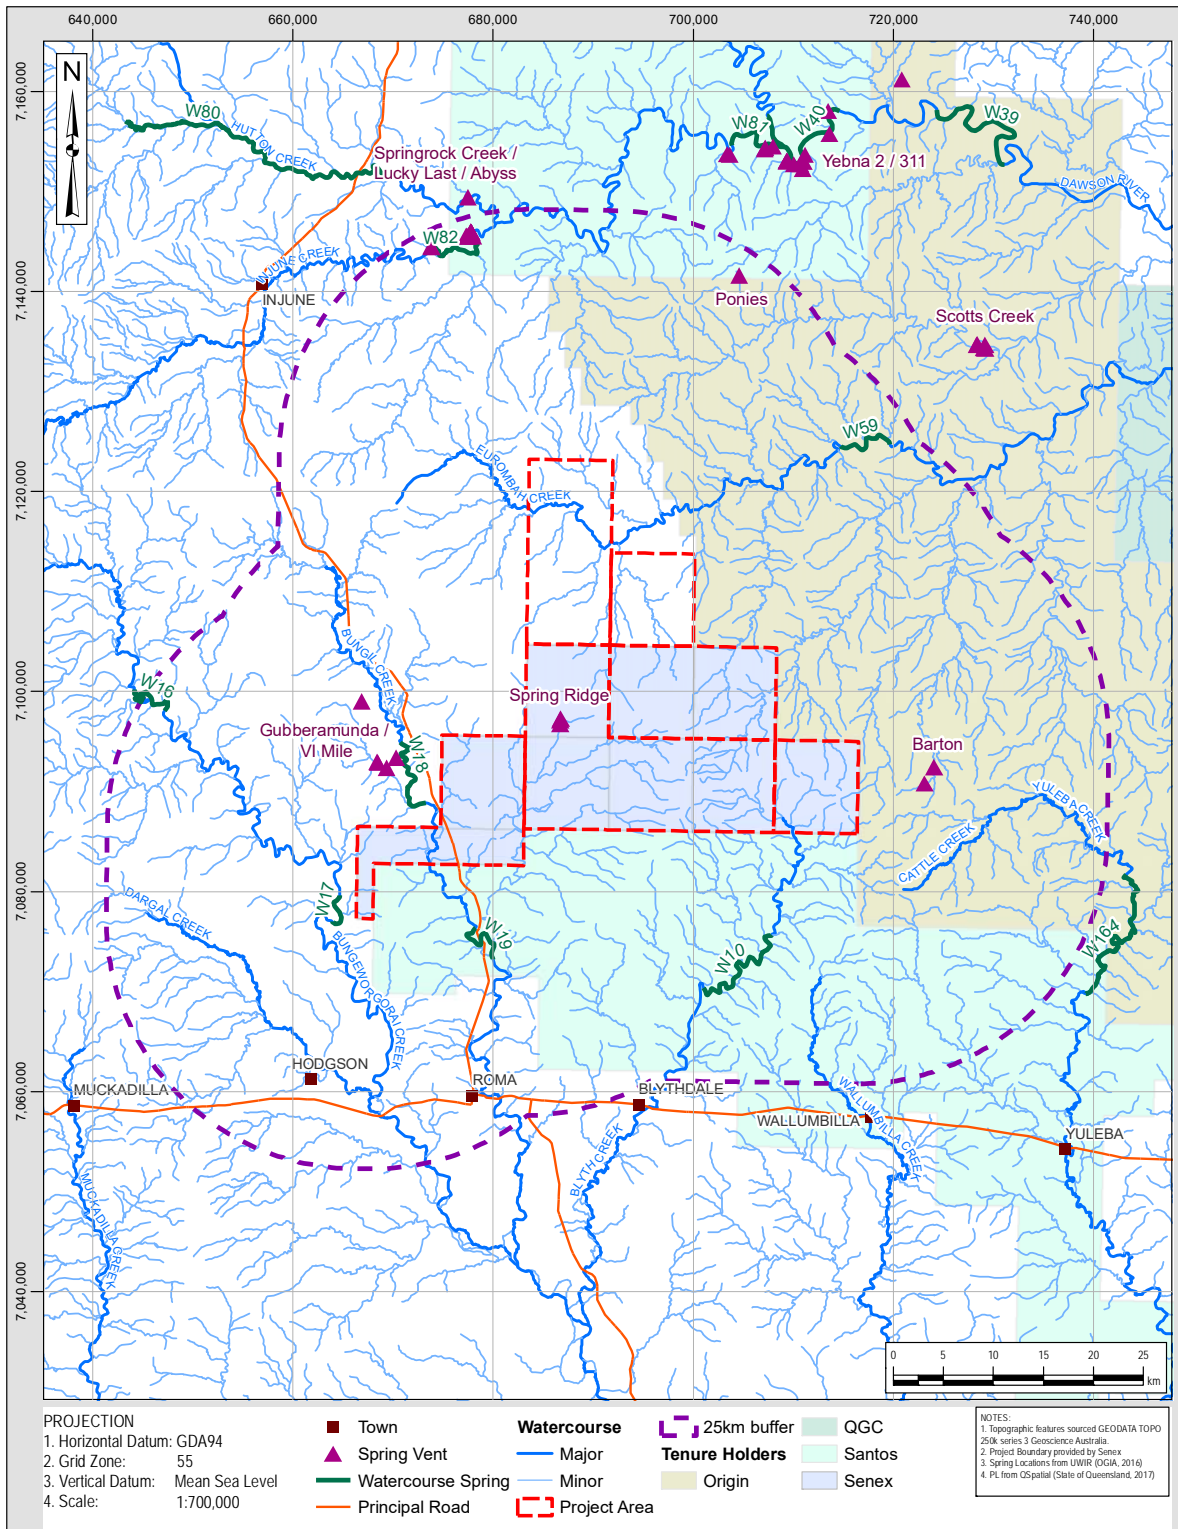 640,000
660,000
680,000
700,000
720,000
740,000
7,160,000
7,140,000
7,120,000
7,100,000
7,080,000
7,060,000
7,040,000
N
W80
HUTTON CREEK
Springrock Creek /
Lucky Last / Abyss
W81
W40
W39
Yebna 2 / 311
DAWSON RIVER
W82
INJUNE CREEK
INJUNE
Ponies
Scotts Creek
W59
EUROMBAH CREEK
BUNGIL CREEK
W16
Spring Ridge
Gubberamunda /
VI Mile
W18
Barton
YULEBA CREEK
CATTLE CREEK
W17
DARGAL CREEK
W19
W10
W164
BUNGEWORGORAI CREEK
HODGSON
ROMA
MUCKADILLA
BLYTHDALE
WALLUMBILLA
WALLUMBILLA CREEK
YULEBA
BLYTH CREEK
MUCKADILLA CREEK
0 5 10 15 20 25
km
PROJECTION
1. Horizontal Datum: GDA94
2. Grid Zone: 55
3. Vertical Datum: Mean Sea Level
4. Scale: 1:700,000
Town
Spring Vent
Watercourse Spring
Principal Road
Watercourse
Major
Minor
Project Area
25km buffer
Tenure Holders
Origin
QGC
Santos
Senex
NOTES:
1. Topographic features sourced GEODATA TOPO
250k series 3 Geoscience Australia.
2. Project Boundary provided by Senex
3. Spring Locations from UWIR (OGIA, 2016)
4. PL from QSpatial (State of Queensland, 2017)